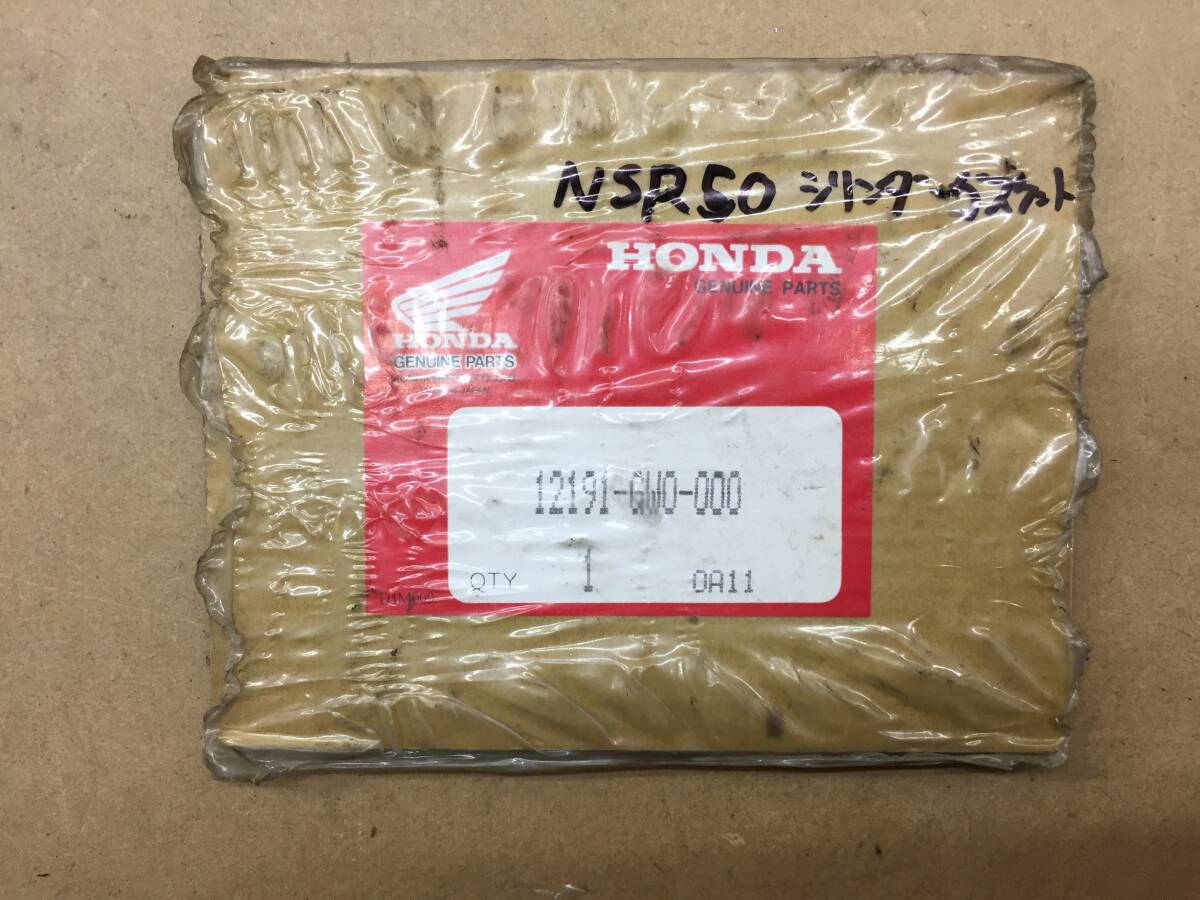 NSR50 シリンダーガスケット
HONDA
GENUINE PARTS
HONDA
GENUINE PARTS
JAPAN
12191-GW0-000
QTY 1 0A11